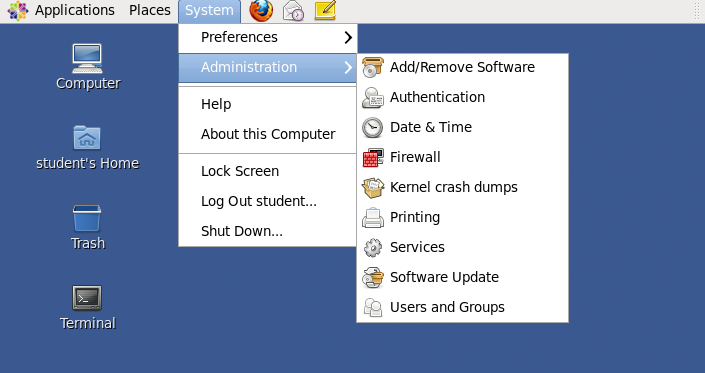 Applications Places System
Preferences
Administration
Help
About this Computer
Lock Screen
Log Out student...
Shut Down...
Add/Remove Software
Authentication
Date & Time
Firewall
Kernel crash dumps
Printing
Services
Software Update
Users and Groups
Computer
student's Home
Trash
Terminal